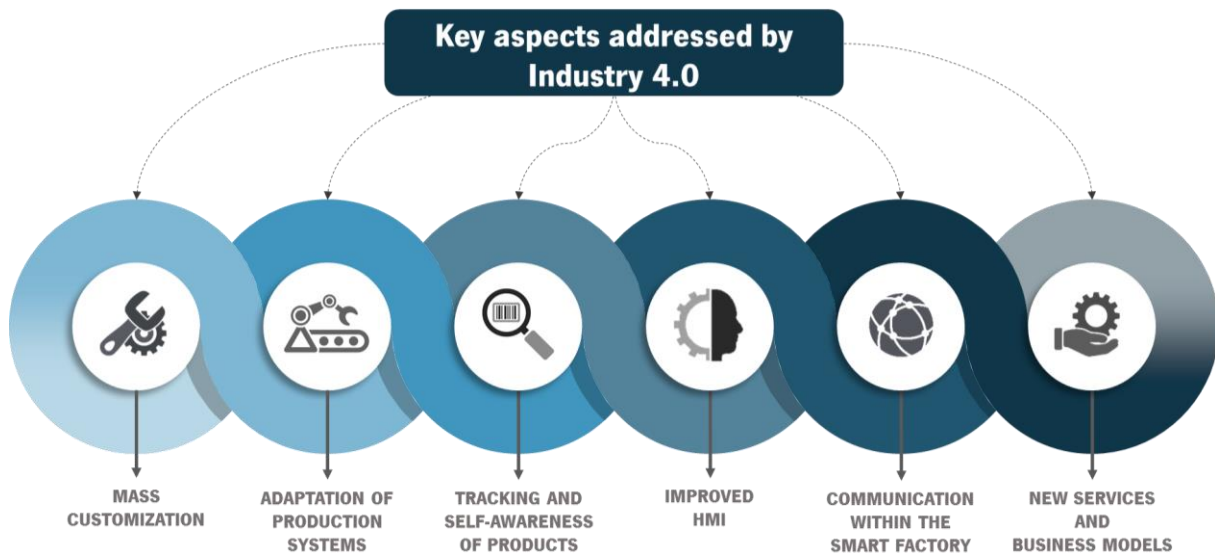 Key aspects addressed by
Industry 4.0
MASS
CUSTOMIZATION
ADAPTATION OF
PRODUCTION
SYSTEMS
TRACKING AND
SELF-AWARENESS
OF PRODUCTS
IMPROVED
HMI
COMMUNICATION
WITHIN THE
SMART FACTORY
NEW SERVICES
AND
BUSINESS MODELS